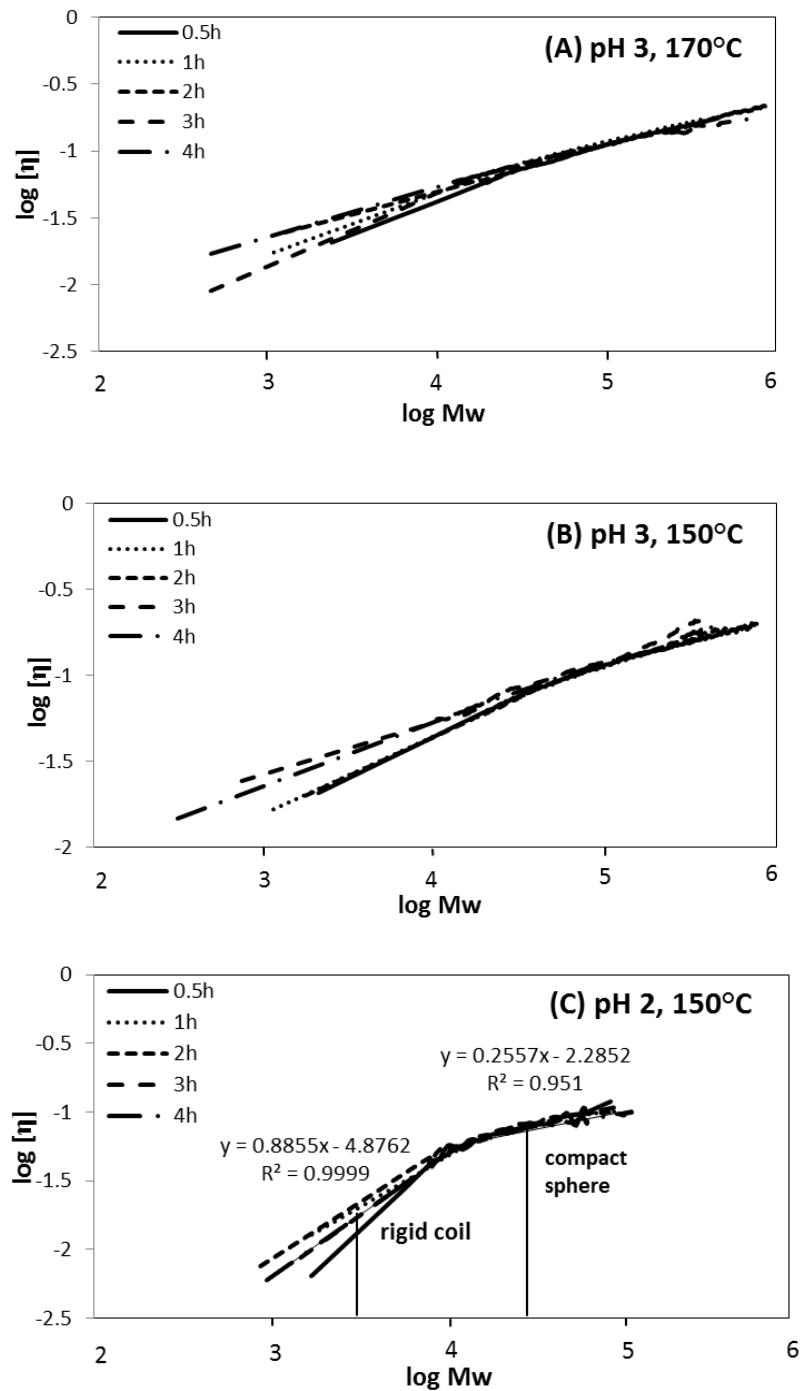 0
-0.5
-1
-1.5
-2
-2.5
log [η]
0.5h
1h
2h
3h
4h
(A) pH 3, 170°C
2 3 4 5 6
log Mw
0
-0.5
-1
-1.5
-2
log [η]
0.5h
1h
2h
3h
4h
(B) pH 3, 150°C
2 3 4 5 6
log Mw
0
-0.5
-1
-1.5
-2
-2.5
log [η]
0.5h
1h
2h
3h
4h
(C) pH 2, 150°C
y = 0.2557x - 2.2852
R² = 0.951
y = 0.8855x - 4.8762
R² = 0.9999
compact
sphere
rigid coil
2 3 4 5 6
log Mw